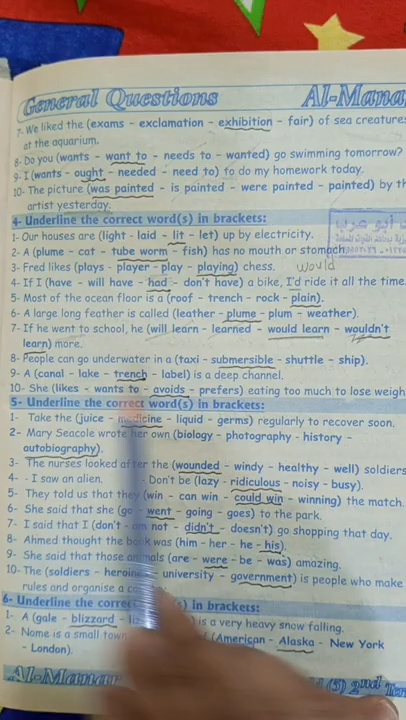 General Questions Al-Mana
7- We liked the (exams - exclamation - exhibition - fair) of sea creatures
at the aquarium.
8- Do you (wants - want to - needs to - wanted) go swimming tomorrow?
9- I (wants - ought - needed - need to) to do my homework today.
10- The picture (was painted - is painted - were painted - painted) by th
artist yesterday.
4- Underline the correct word(s) in brackets:
1- Our houses are (light - laid - lit - let) up by electricity.
2- A (plume - cat - tube worm - fish) has no mouth or stomach
would
3- Fred likes (plays - player - play - playing) chess.
4- If I (have - will have - had - don't have) a bike, I'd ride it all the time.
5- Most of the ocean floor is a (roof - trench - rock - plain).
6- A large long feather is called (leather - plume - plum - weather).
7- If he went to school, he (will learn - learned - would learn - wouldn't
learn) more.
8- People can go underwater in a (taxi - submersible - shuttle - ship).
9- A (canal - lake - trench - label) is a deep channel.
10- She (likes - wants to - avoids - prefers) eating too much to lose weigh
5- Underline the correct word(s) in brackets:
1- Take the (juice - medicine - liquid - germs) regularly to recover soon.
2- Mary Seacole wrote her own (biology - photography - history -
autobiography).
3- The nurses looked after the (wounded - windy - healthy - well) soldiers
4- - I saw an alien. - Don't be (lazy - ridiculous - noisy - busy).
5- They told us that they (win - can win - could win - winning) the match.
6- She said that she (go - went - going - goes) to the park.
7- I said that I (don't - am not - didn't - doesn't) go shopping that day.
8- Ahmed thought the book was (him - her - he - his).
9- She said that those animals (are - were - be - was) amazing.
10- The (soldiers - heroine - university - government) is people who make
rules and organise a
6- Underline the correct word(s) in brackets:
1- A (gale - blizzard - ) is a very heavy snow falling.
2- Nome is a small town (American - Alaska - New York
- London).
Al-Manar (5) 2nd Ter